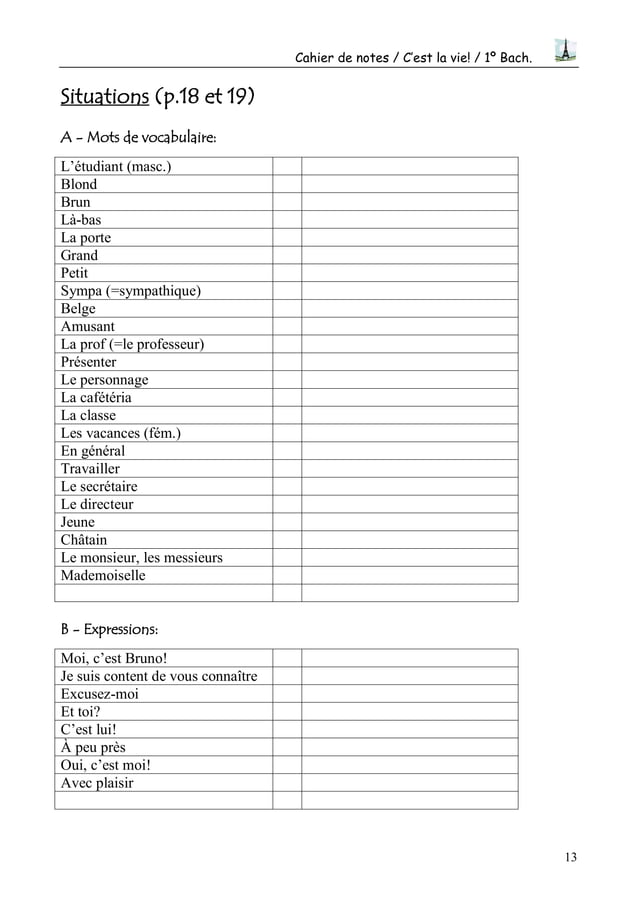 Cahier de notes / C'est la vie! / 1º Bach.
Situations (p.18 et 19)
A - Mots de vocabulaire:
L'étudiant (masc.)
Blond
Brun
Là-bas
La porte
Grand
Petit
Sympa (=sympathique)
Belge
Amusant
La prof (=le professeur)
Présenter
Le personnage
La cafétéria
La classe
Les vacances (fém.)
En général
Travailler
Le secrétaire
Le directeur
Jeune
Châtain
Le monsieur, les messieurs
Mademoiselle
B - Expressions:
Moi, c'est Bruno!
Je suis content de vous connaître
Excusez-moi
Et toi?
C'est lui!
À peu près
Oui, c'est moi!
Avec plaisir
13